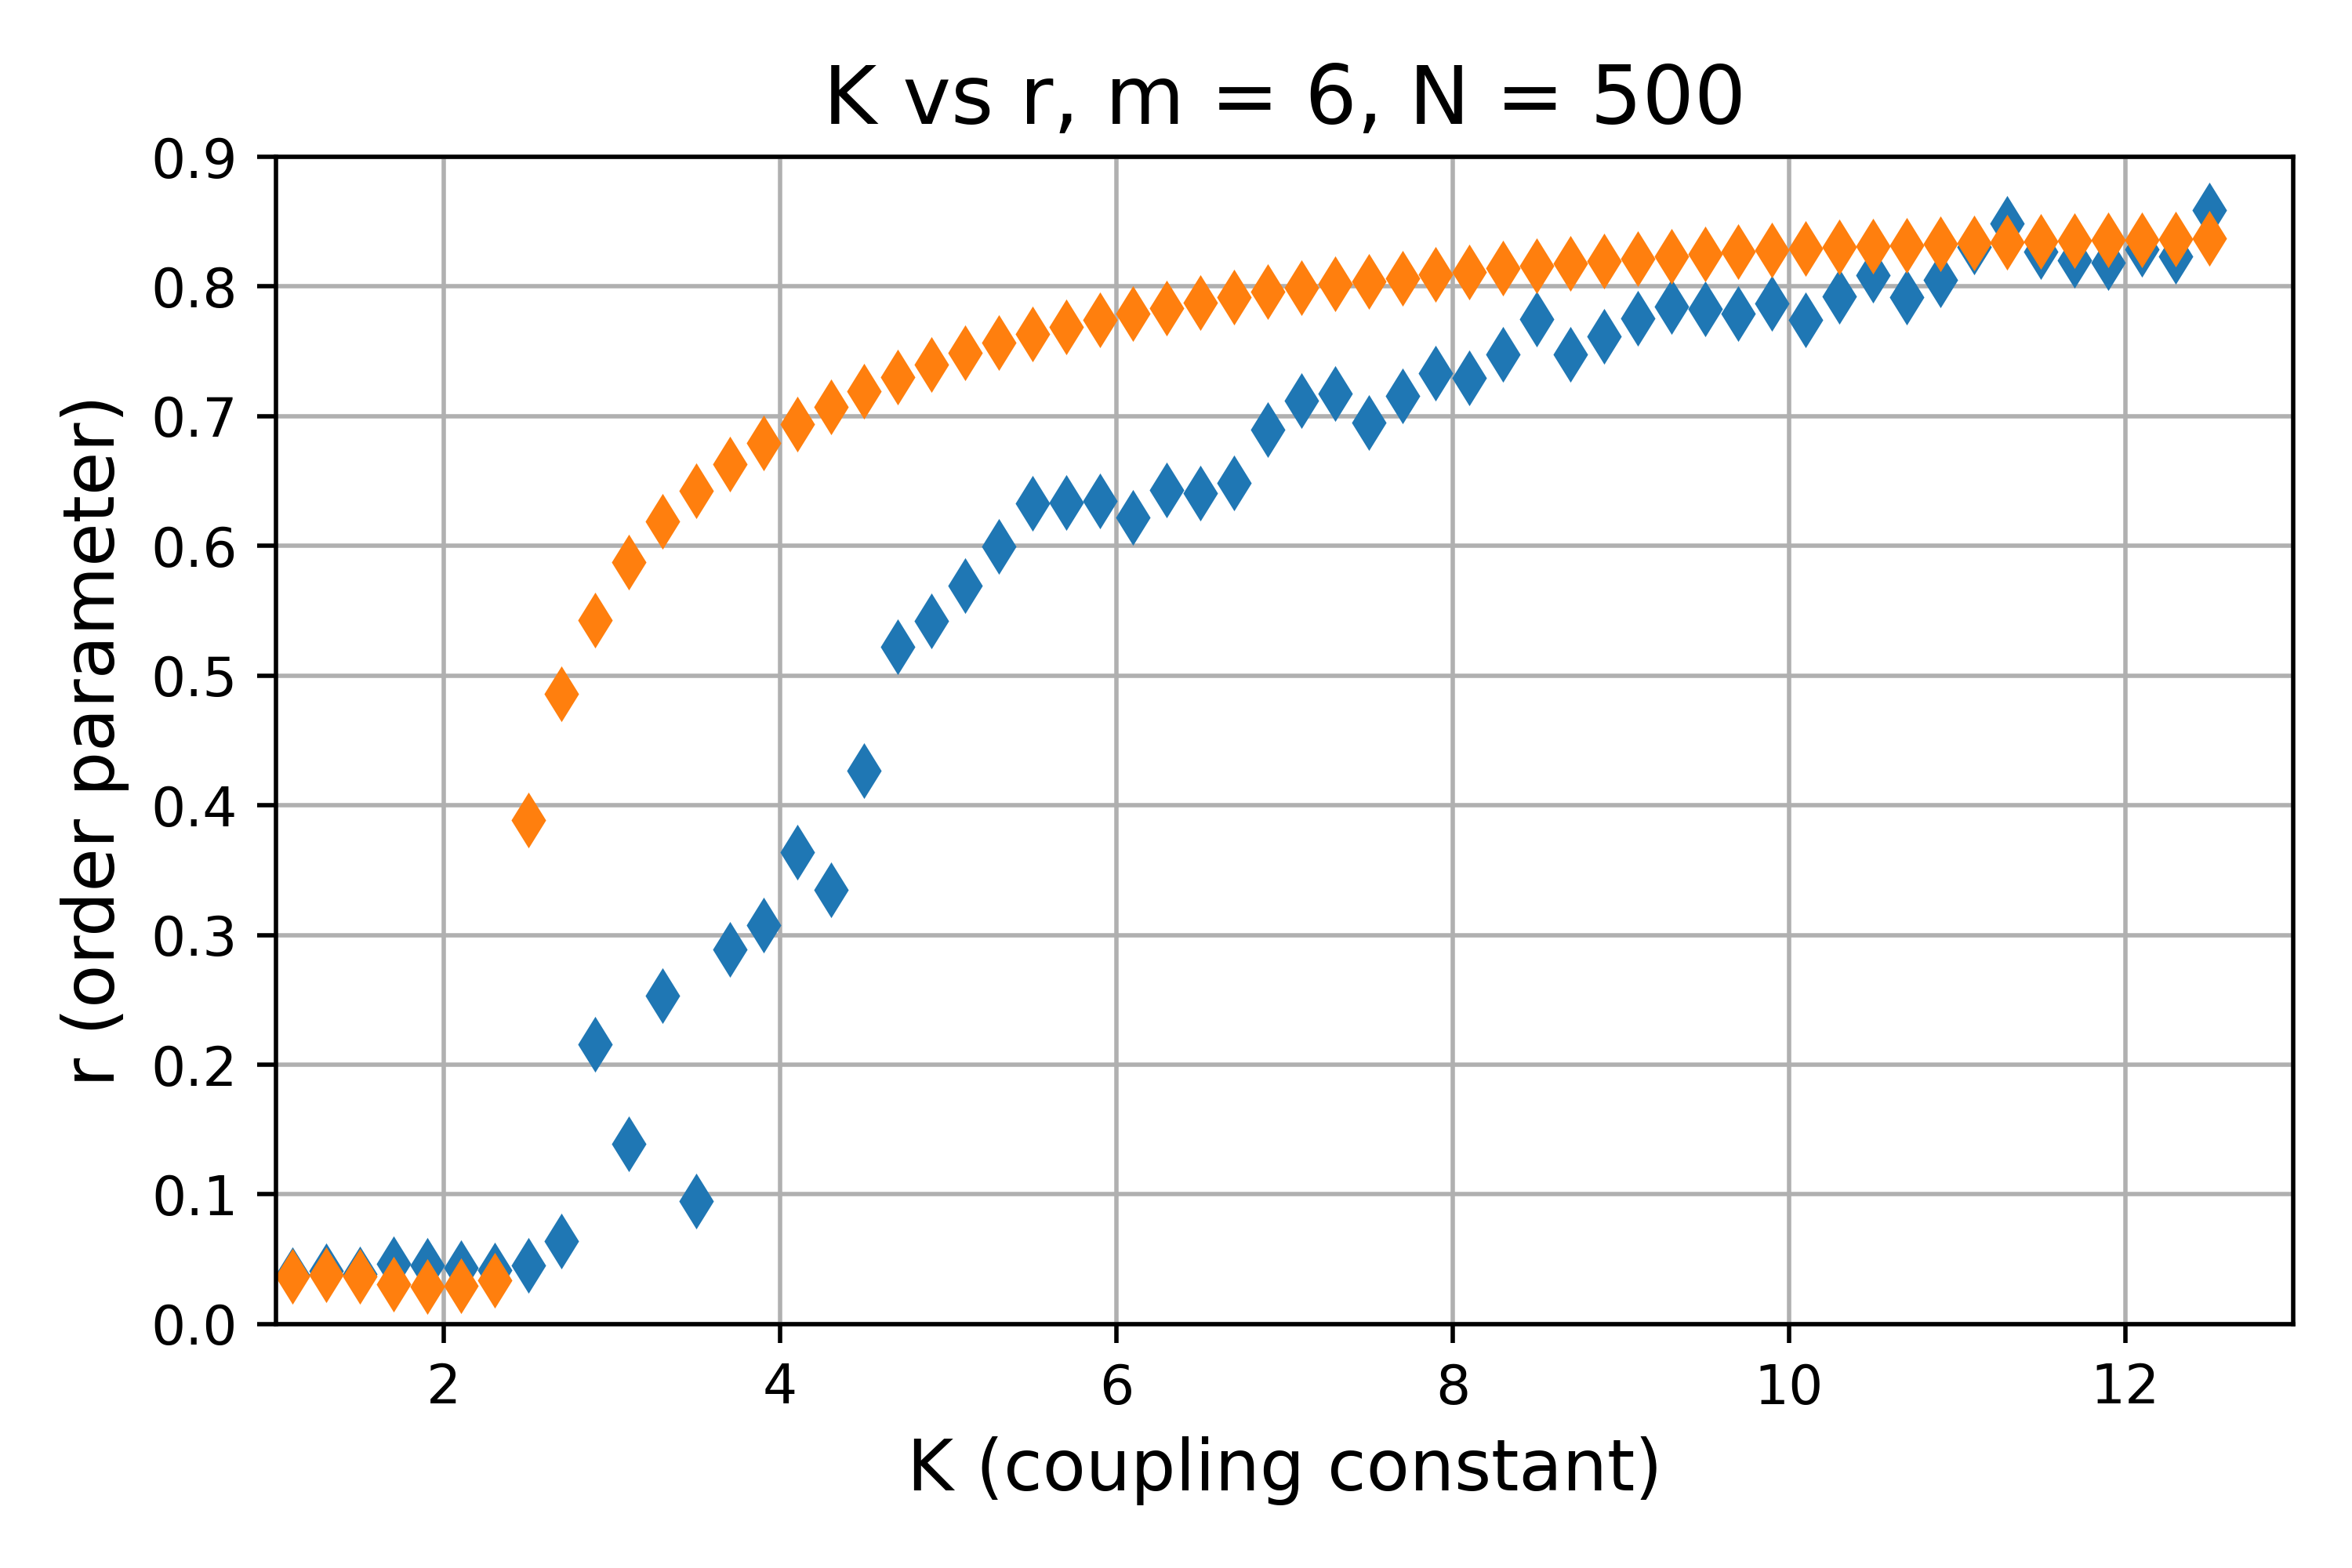 K vs r, m = 6, N = 500
0.9
0.8
0.7
0.6
0.5
0.4
0.3
0.2
0.1
0.0
r (order parameter)
2 4 6 8 10 12
K (coupling constant)